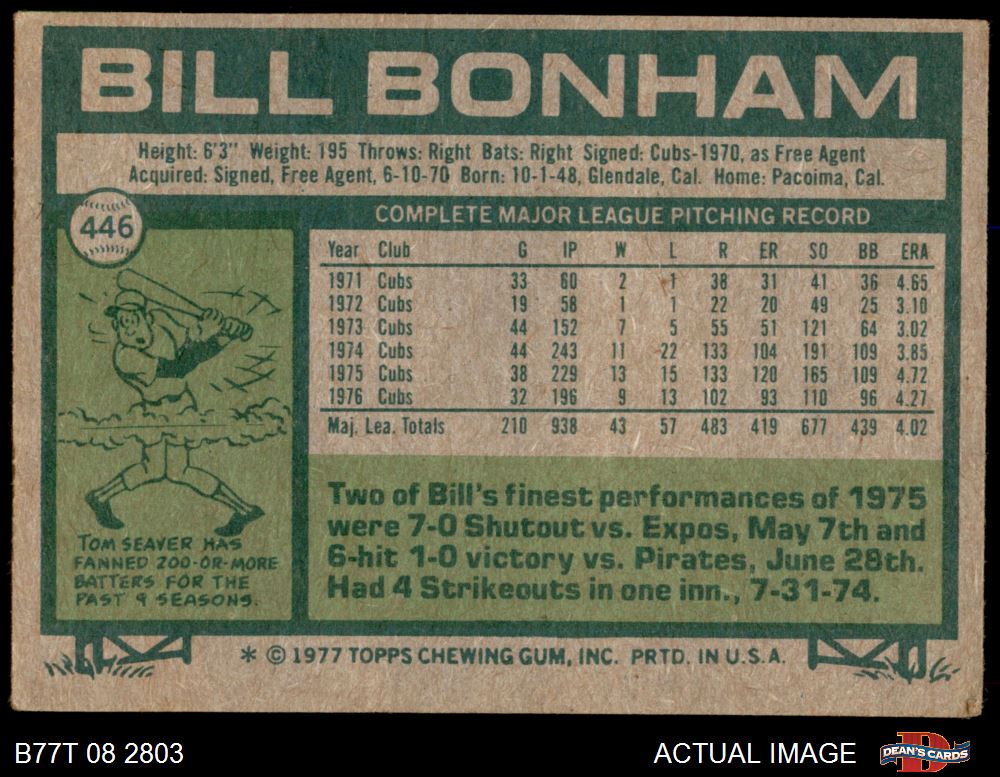 BILL BONHAM
Height: 6'3" Weight: 195 Throws: Right Bats: Right Signed: Cubs-1970, as Free Agent
Acquired: Signed, Free Agent, 6-10-70 Born: 10-1-48, Glendale, Cal. Home: Pacoima, Cal.
446
COMPLETE MAJOR LEAGUE PITCHING RECORD
Year Club G IP W L R ER SO BB ERA
1971 Cubs 33 60 2 1 38 31 41 36 4.65
1972 Cubs 19 58 1 1 22 20 49 25 3.10
1973 Cubs 44 152 7 5 55 51 121 64 3.02
1974 Cubs 44 243 11 22 133 104 191 109 3.85
1975 Cubs 38 229 13 15 133 120 165 109 4.72
1976 Cubs 32 196 9 13 102 93 110 96 4.27
Maj. Lea. Totals 210 938 43 57 483 419 677 439 4.02
TOM SEAVER HAS
FANNED 200-OR-MORE
BATTERS FOR THE
PAST 9 SEASONS.
Two of Bill's finest performances of 1975
were 7-0 Shutout vs. Expos, May 7th and
6-hit 1-0 victory vs. Pirates, June 28th.
Had 4 Strikeouts in one inn., 7-31-74.
* © 1977 TOPPS CHEWING GUM, INC. PRTD. IN U.S.A.
B77T 08 2803
ACTUAL IMAGE
DEAN'S CARDS